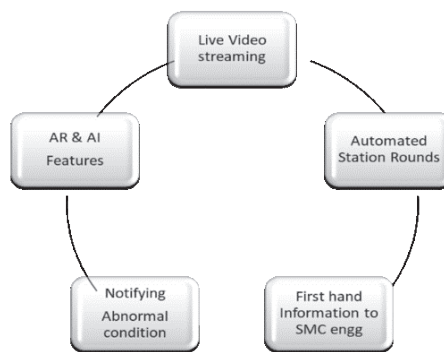 Live Video
streaming
AR & AI
Features
Automated
Station Rounds
Notifying
Abnormal
condition
First hand
Information to
SMC engg